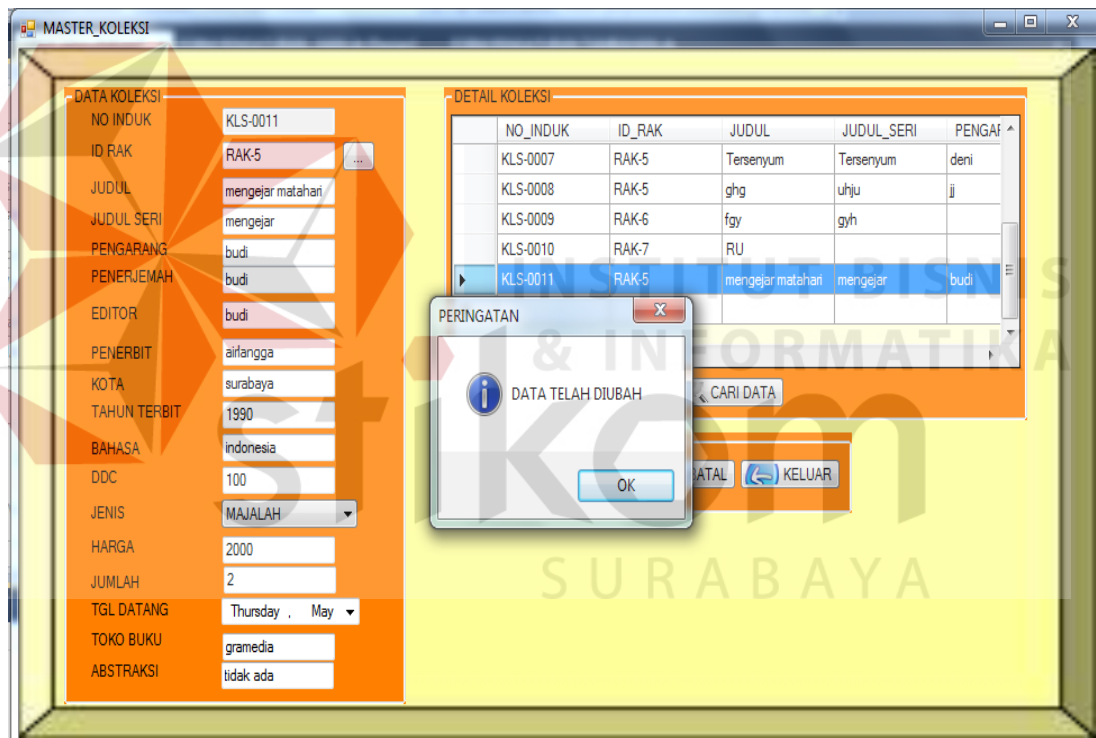 MASTER_KOLEKSI
DATA KOLEKSI
NO INDUK KLS-0011
ID RAK RAK-5 ...
JUDUL mengejar matahari
JUDUL SERI mengejar
PENGARANG budi
PENERJEMAH budi
EDITOR budi
PENERBIT airlangga
KOTA surabaya
TAHUN TERBIT 1990
BAHASA indonesia
DDC 100
JENIS MAJALAH
HARGA 2000
JUMLAH 2
TGL DATANG Thursday , May
TOKO BUKU gramedia
ABSTRAKSI tidak ada
DETAIL KOLEKSI
NO_INDUK ID_RAK JUDUL JUDUL_SERI PENGAR
KLS-0007 RAK-5 Tersenyum Tersenyum deni
KLS-0008 RAK-5 ghg uhju jj
KLS-0009 RAK-6 fgy gyh
KLS-0010 RAK-7 RU
KLS-0011 RAK-5 mengejar matahari mengejar budi
CARI DATA
ATAL KELUAR
PERINGATAN
DATA TELAH DIUBAH
OK
INSTITUT BISNIS
& INFORMATIKA
stikom
SURABAYA